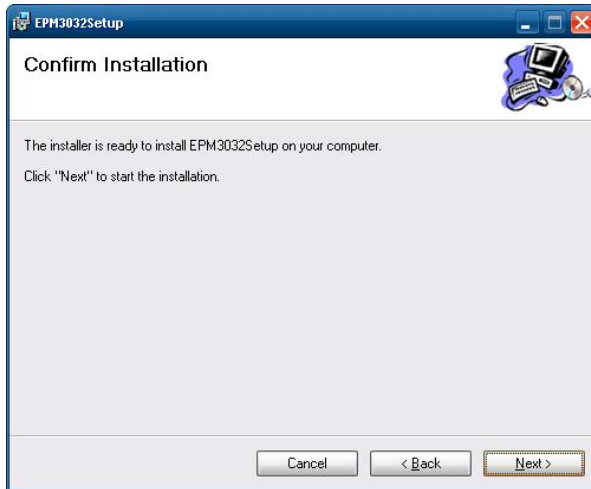 EPM3032Setup
Confirm Installation
The installer is ready to install EPM3032Setup on your computer.
Click "Next" to start the installation.
Cancel
< Back
Next >